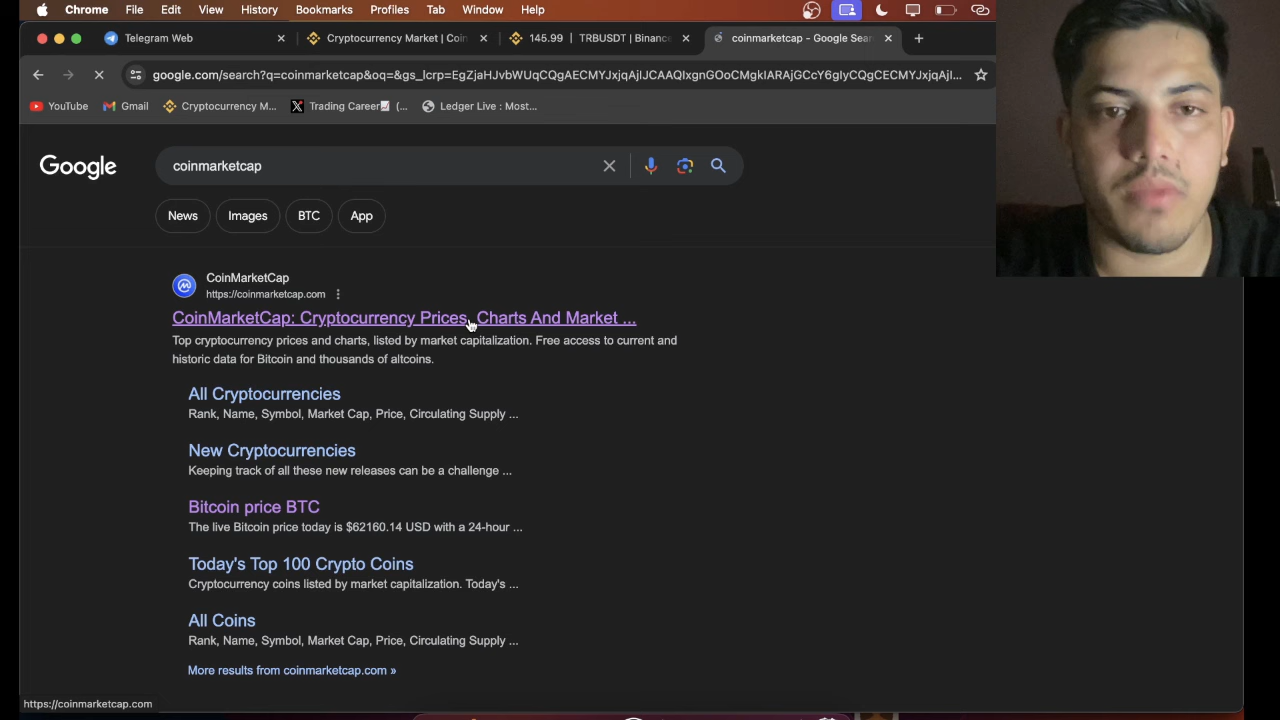 Chrome File Edit View History Bookmarks Profiles Tab Window Help
Telegram Web
Cryptocurrency Market | Coin
145.99 | TRBUSDT | Binanc
coinmarketcap - Google Sear
google.com/search?q=coinmarketcap&oq=&gs_lcrp=EgZjaHJvbWUqCQgAECMYJxjqAjIJCAAQIxgnGOoCMgkIARAjGCcY6gIyCQgCECMYJxjqAjI...
YouTube
Gmail
Cryptocurrency M...
Trading Career📈 (...
Ledger Live : Most...
Google
coinmarketcap
News
Images
BTC
App
CoinMarketCap
https://coinmarketcap.com
CoinMarketCap: Cryptocurrency Prices, Charts And Market ...
Top cryptocurrency prices and charts, listed by market capitalization. Free access to current and
historic data for Bitcoin and thousands of altcoins.
All Cryptocurrencies
Rank, Name, Symbol, Market Cap, Price, Circulating Supply ...
New Cryptocurrencies
Keeping track of all these new releases can be a challenge ...
Bitcoin price BTC
The live Bitcoin price today is $62160.14 USD with a 24-hour ...
Today's Top 100 Crypto Coins
Cryptocurrency coins listed by market capitalization. Today's ...
All Coins
Rank, Name, Symbol, Market Cap, Price, Circulating Supply ...
More results from coinmarketcap.com »
https://coinmarketcap.com